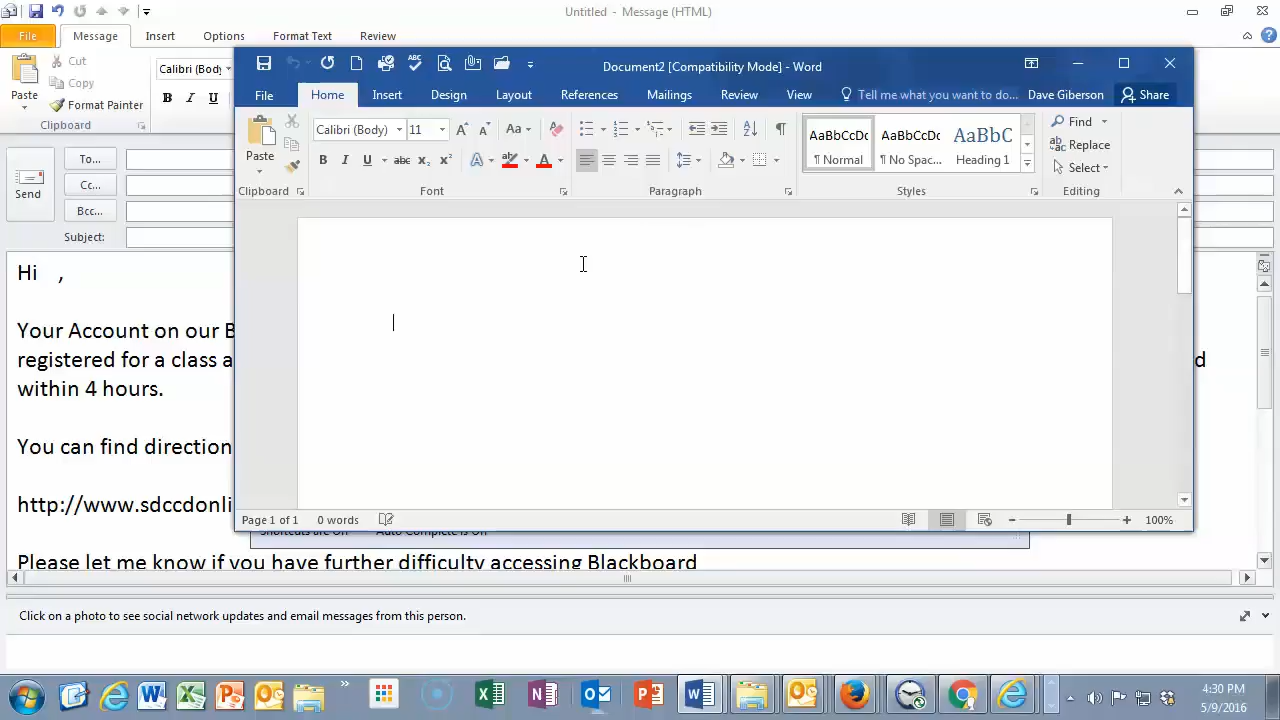 Untitled - Message (HTML)
File Message Insert Options Format Text Review
Paste
Cut
Copy
Format Painter
Clipboard
Calibri (Body)
B I U
Send
To...
Cc...
Bcc...
Subject:
Hi ,
Your Account on our B
registered for a class a
d
within 4 hours.
You can find direction
http://www.sdccdonli
Please let me know if you have further difficulty accessing Blackboard
Click on a photo to see social network updates and email messages from this person.
Document2 [Compatibility Mode] - Word
File Home Insert Design Layout References Mailings Review View Tell me what you want to do... Dave Giberson Share
Paste
Clipboard
Calibri (Body) 11 A A Aa
B I U abc x2 x2 A A
Font
Paragraph
AaBbCcDc AaBbCcDc AaBbC
¶ Normal ¶ No Spac... Heading 1
Styles
Find
Replace
Select
Editing
Page 1 of 1 0 words 100%
4:30 PM
5/9/2016